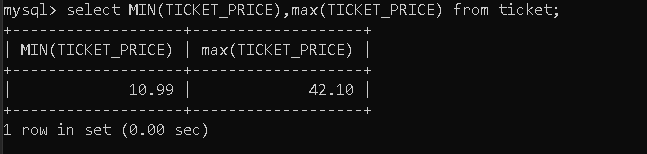 mysql> select MIN(TICKET_PRICE),max(TICKET_PRICE) from ticket;
+-------------------+-------------------+
| MIN(TICKET_PRICE) | max(TICKET_PRICE) |
+-------------------+-------------------+
|             10.99 |             42.10 |
+-------------------+-------------------+
1 row in set (0.00 sec)